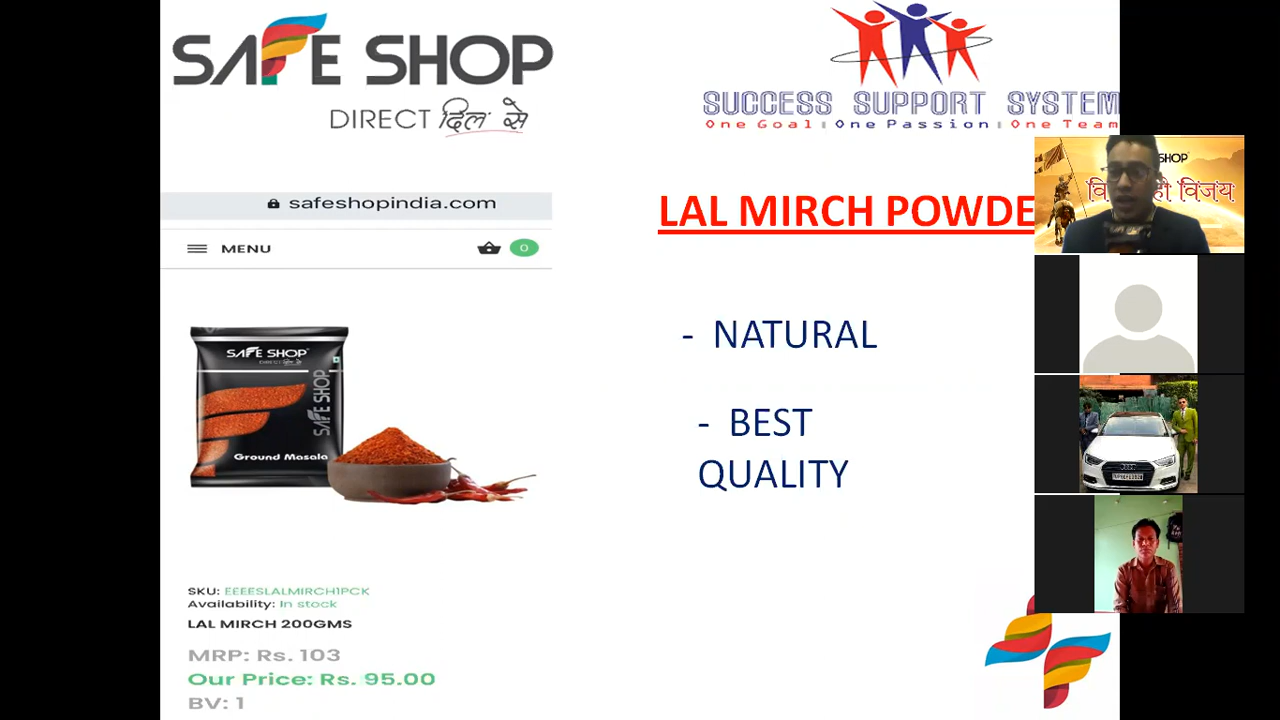 SAFE SHOP
DIRECT दिल से
SUCCESS SUPPORT SYSTEM
One Goal | One Passion | One Team
safeshopindia.com
MENU
0
LAL MIRCH POWDE
SHOP
विजय
- NATURAL
- BEST
QUALITY
SAFE SHOP
DIRECT दिल से
SAFE SHOP
Ground Masala
SKU: EEEESLALMIRCH1PCK
Availability: In stock
LAL MIRCH 200GMS
MRP: Rs. 103
Our Price: Rs. 95.00
BV: 1